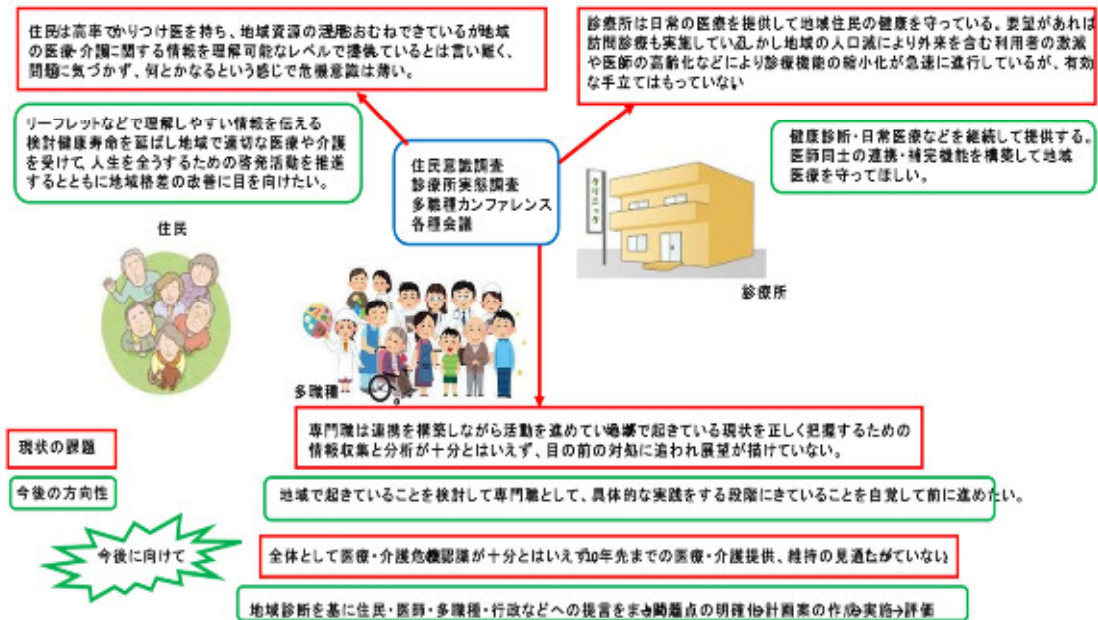 住民は高率でかりつけ医を持ち、地域資源の活用おおむねできているが地域
の医療・介護に関する情報を理解可能なレベルで提供しているとは言い難く、
問題に気づかず、何とかなるという感じで危機意識は薄い。
診療所は日常の医療を提供して地域住民の健康を守っている。要望があれば
訪問診療も実施している。しかし地域の人口減により外来を含む利用者の激減
や医師の高齢化などにより診療機能の縮小化が急速に進行しているが、有効
な手立てはもっていない
リーフレットなどで理解しやすい情報を伝える
検討健康寿命を延ばし地域で適切な医療や介護
を受けて、人生を全うするための啓発活動を推進
するとともに地域格差の改善に目を向けたい。
住民意識調査
診療所実態調査
多職種カンファレンス
各種会議
健康診断・日常医療などを継続して提供する。
医師同士の連携・補完機能を構築して地域
医療を守ってほしい。
住民
クリニック
診療所
多職種
専門職は連携を構築しながら活動を進めている地域で起きている現状を正しく把握するための
情報収集と分析が十分とはいえず、目の前の対処に追われ展望が描けていない。
現状の課題
今後の方向性
地域で起きていることを検討して専門職として、具体的な実践をする段階にきていることを自覚して前に進めたい。
今後に向けて
全体として医療・介護危機認識が十分とはいえず10年先までの医療・介護提供、維持の見通したがていない
地域診断を基に住民・医師・多職種・行政などへの提言をまと問題点の明確化計画案の作成→実施→評価